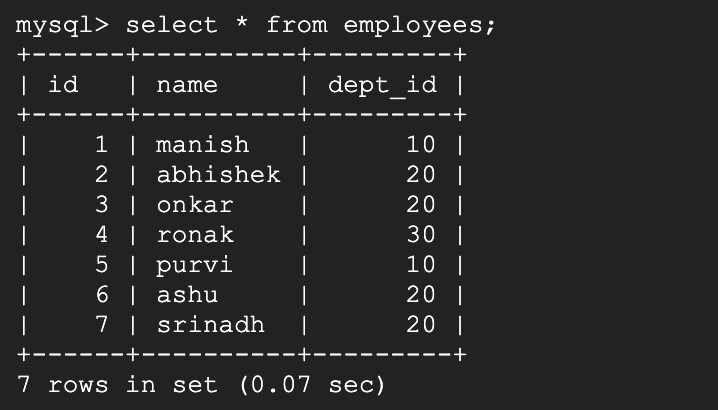 mysql> select * from employees;
+------+----------+---------+
| id   | name     | dept_id |
+------+----------+---------+
|    1 | manish   |      10 |
|    2 | abhishek |      20 |
|    3 | onkar    |      20 |
|    4 | ronak    |      30 |
|    5 | purvi    |      10 |
|    6 | ashu     |      20 |
|    7 | srinadh  |      20 |
+------+----------+---------+
7 rows in set (0.07 sec)